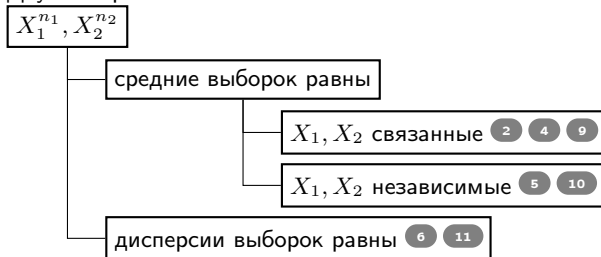 $X_1^{n_1}, X_2^{n_2}$
средние выборок равны
$X_1, X_2$ связанные 2 4 9
$X_1, X_2$ независимые 5 10
дисперсии выборок равны 6 11